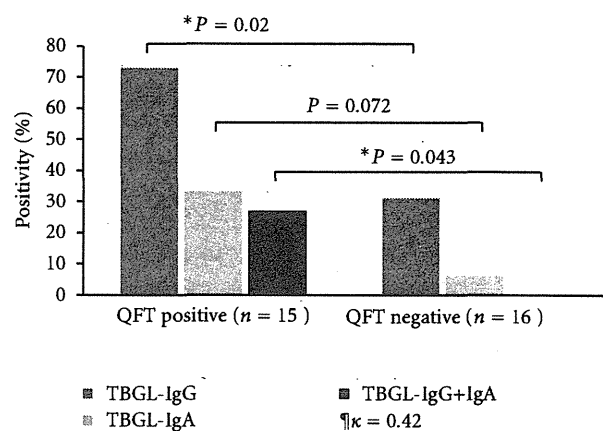 *P = 0.02
80
70
P = 0.072
60
50
*P = 0.043
40
30
20
10
0
Positivity (%)
QFT positive (n = 15) QFT negative (n = 16)
TBGL-IgG TBGL-IgG+IgA
TBGL-IgA ¶κ = 0.42